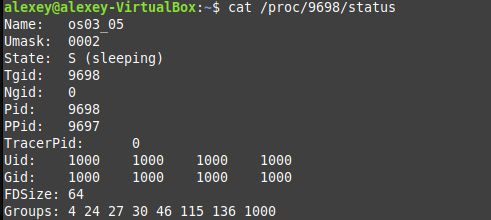 alexey@alexey-VirtualBox:~$ cat /proc/9698/status
Name:   os03_05
Umask:  0002
State:  S (sleeping)
Tgid:   9698
Ngid:   0
Pid:    9698
PPid:   9697
TracerPid:      0
Uid:    1000    1000    1000    1000
Gid:    1000    1000    1000    1000
FDSize: 64
Groups: 4 24 27 30 46 115 136 1000